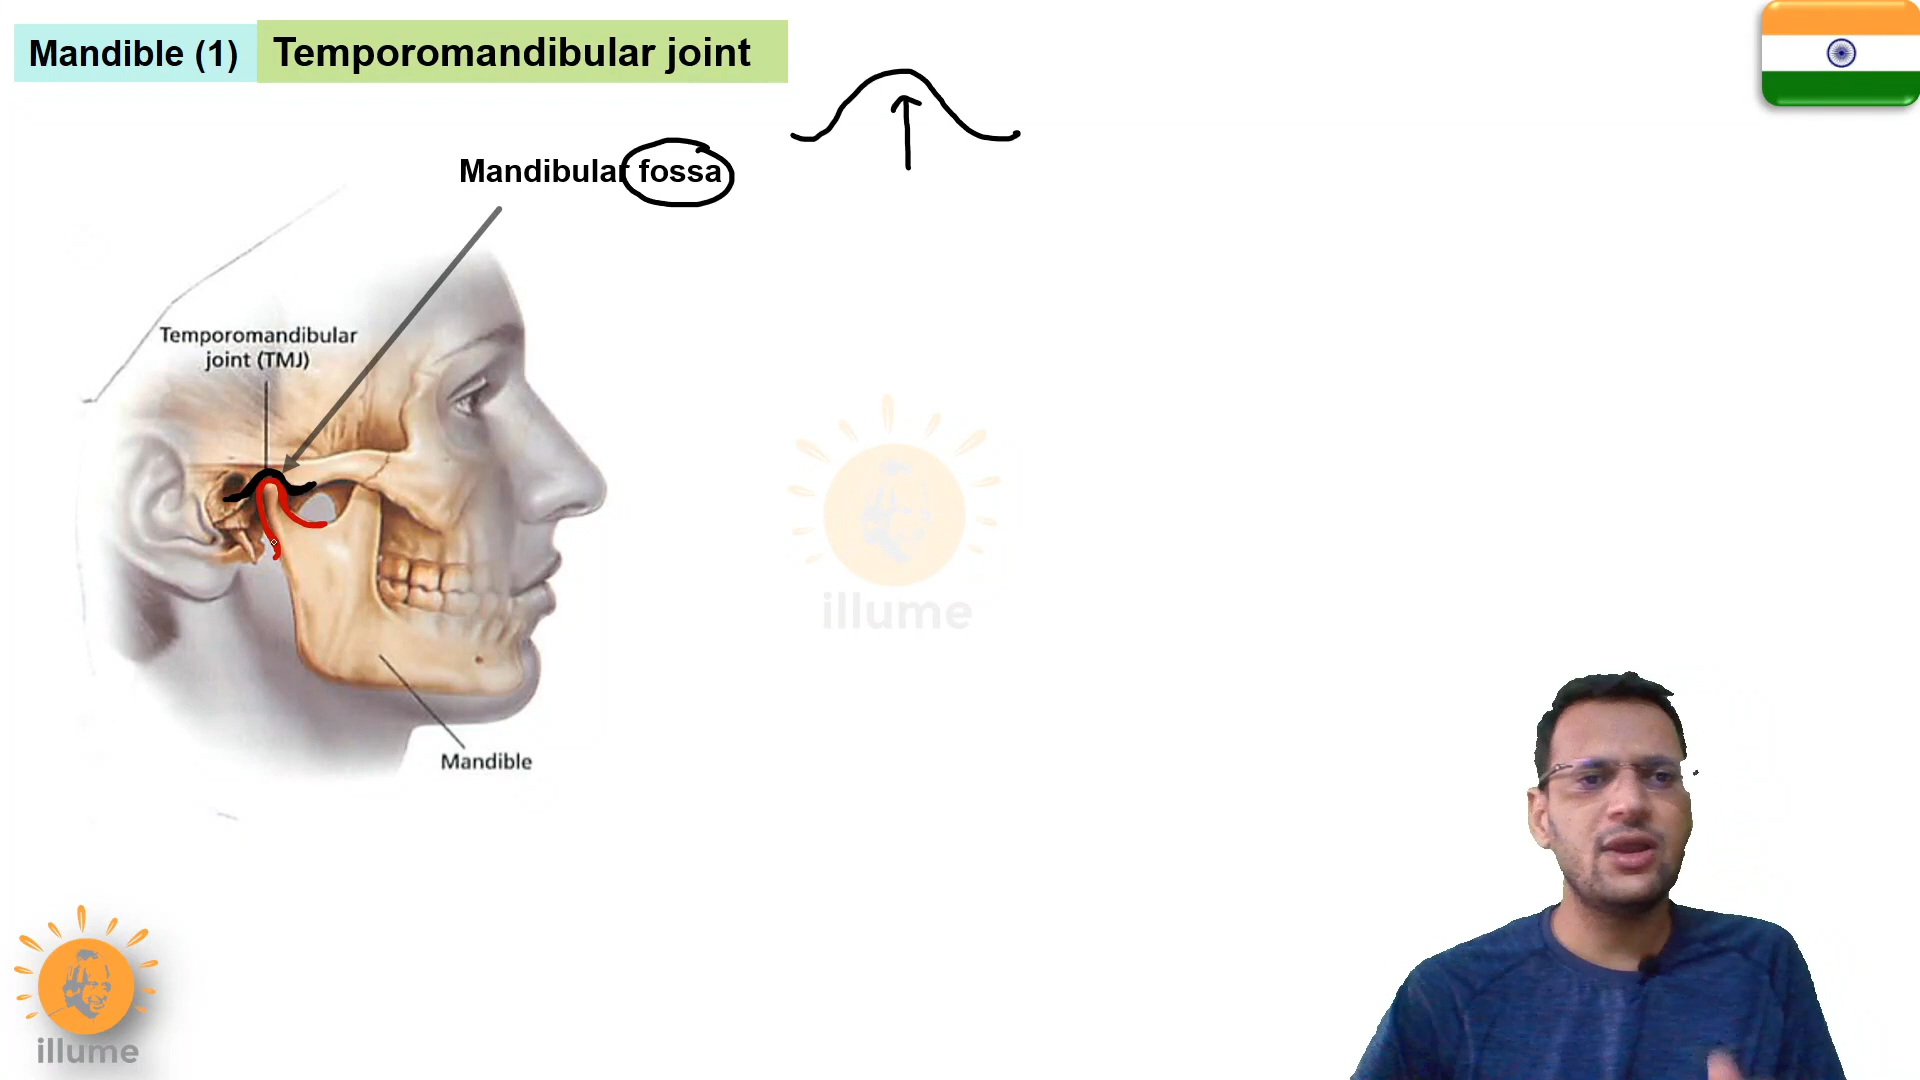 Mandible (1)
Temporomandibular joint
Mandibular fossa
Temporomandibular
joint (TMJ)
Mandible
illume
illume